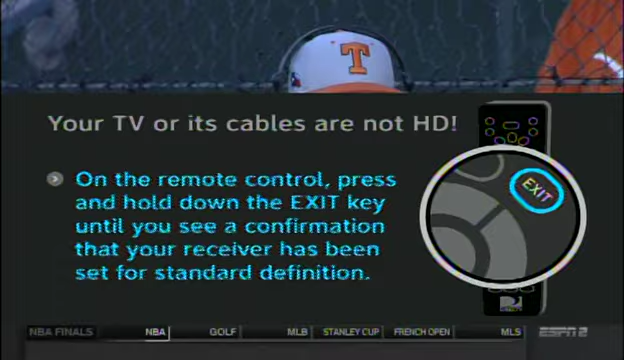 T
Your TV or its cables are not HD!
On the remote control, press
and hold down the EXIT key
until you see a confirmation
that your receiver has been
set for standard definition.
EXIT
NBA FINALS NBA GOLF MLB STANLEY CUP FRENCH OPEN MLS ESPN2